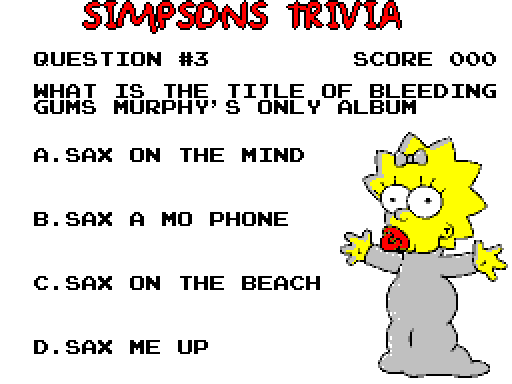 SIMPSONS TRIVIA
QUESTION #3 SCORE 000
WHAT IS THE TITLE OF BLEEDING
GUMS MURPHY'S ONLY ALBUM
A.SAX ON THE MIND
B.SAX A MO PHONE
C.SAX ON THE BEACH
D.SAX ME UP